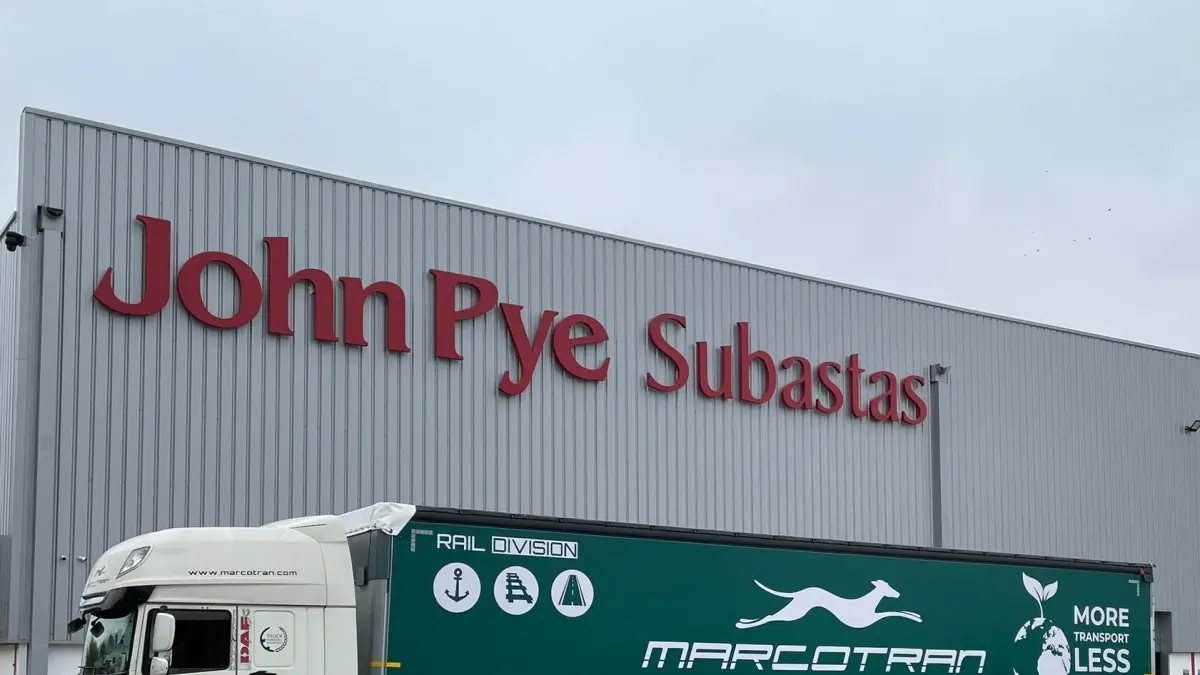 John Pye Subastas
RAIL DIVISION
www.marcotran.com
DAF
MARCOTRAN
MORE
TRANSPORT
LESS